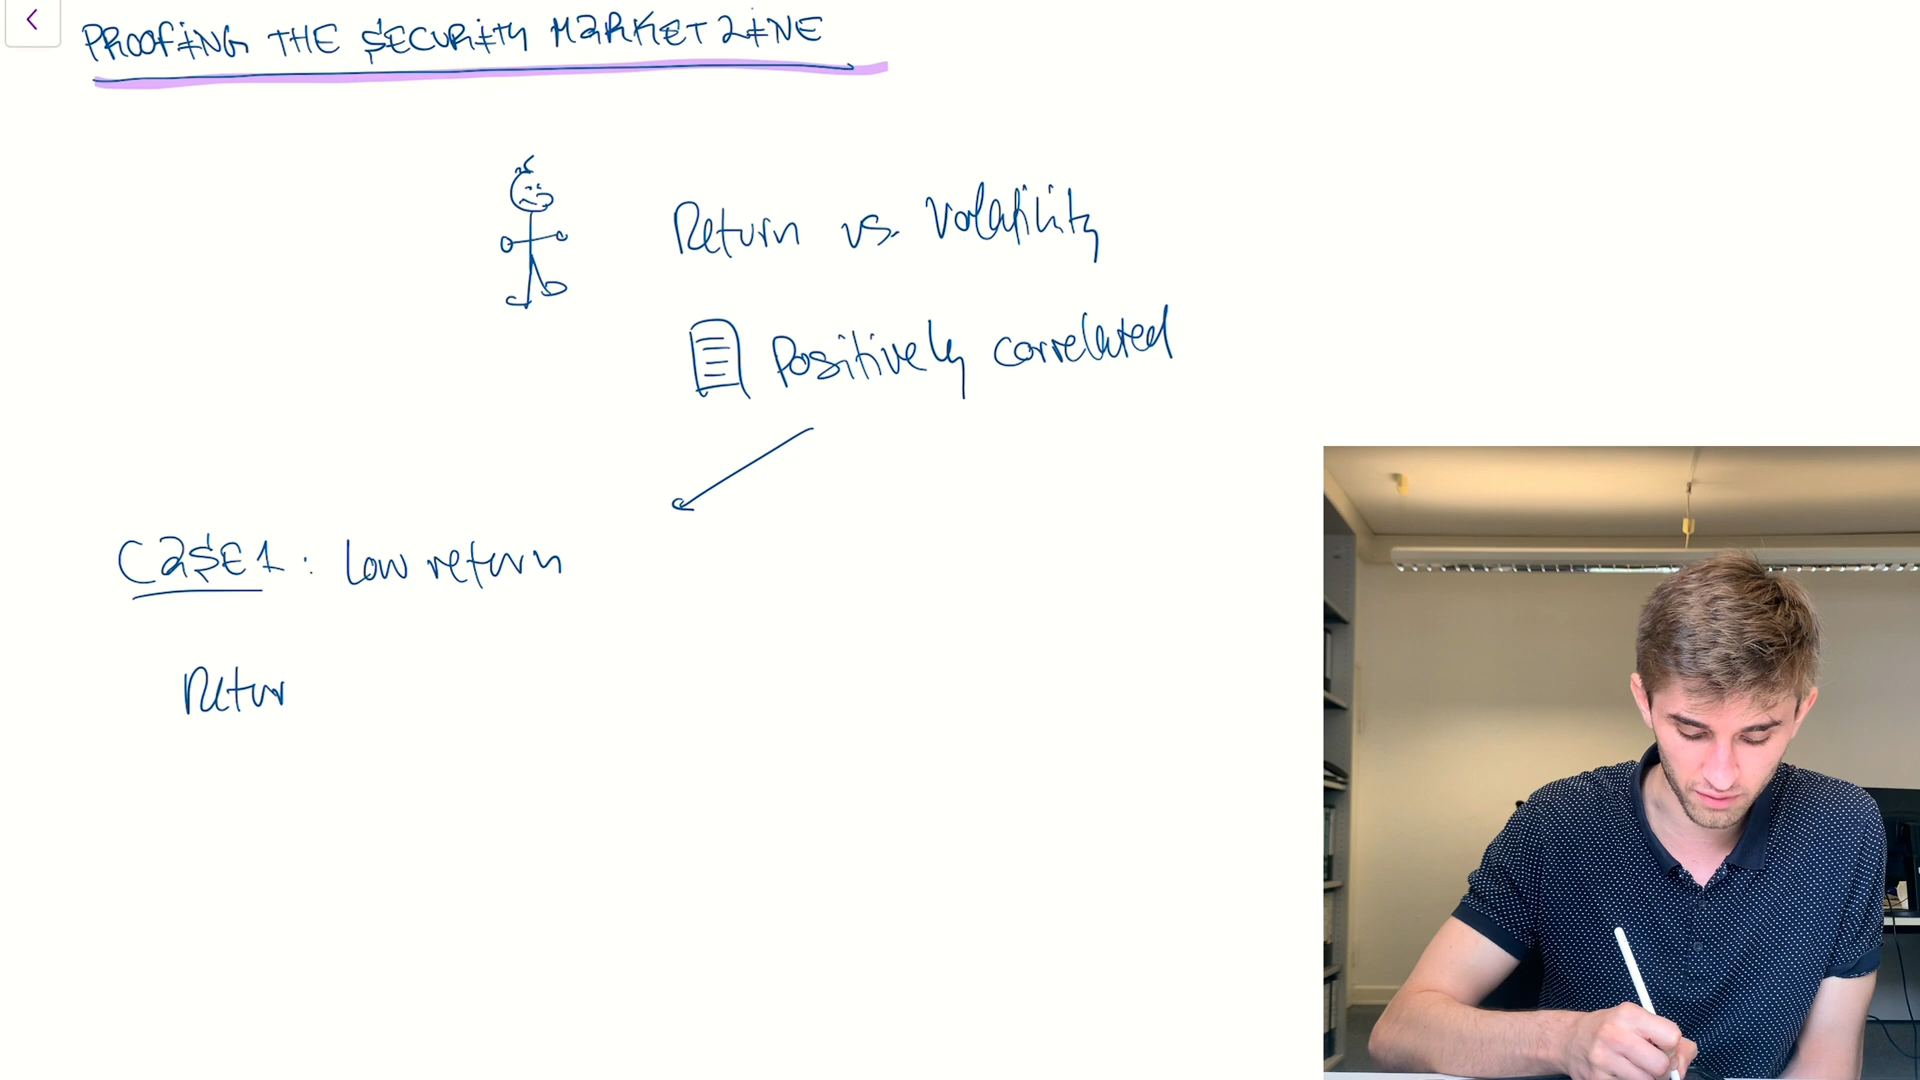 PROOFING THE SECURITY MARKET LINE
Return vs. Volatility
Positively correlated
CASE 1: Low return
Retur